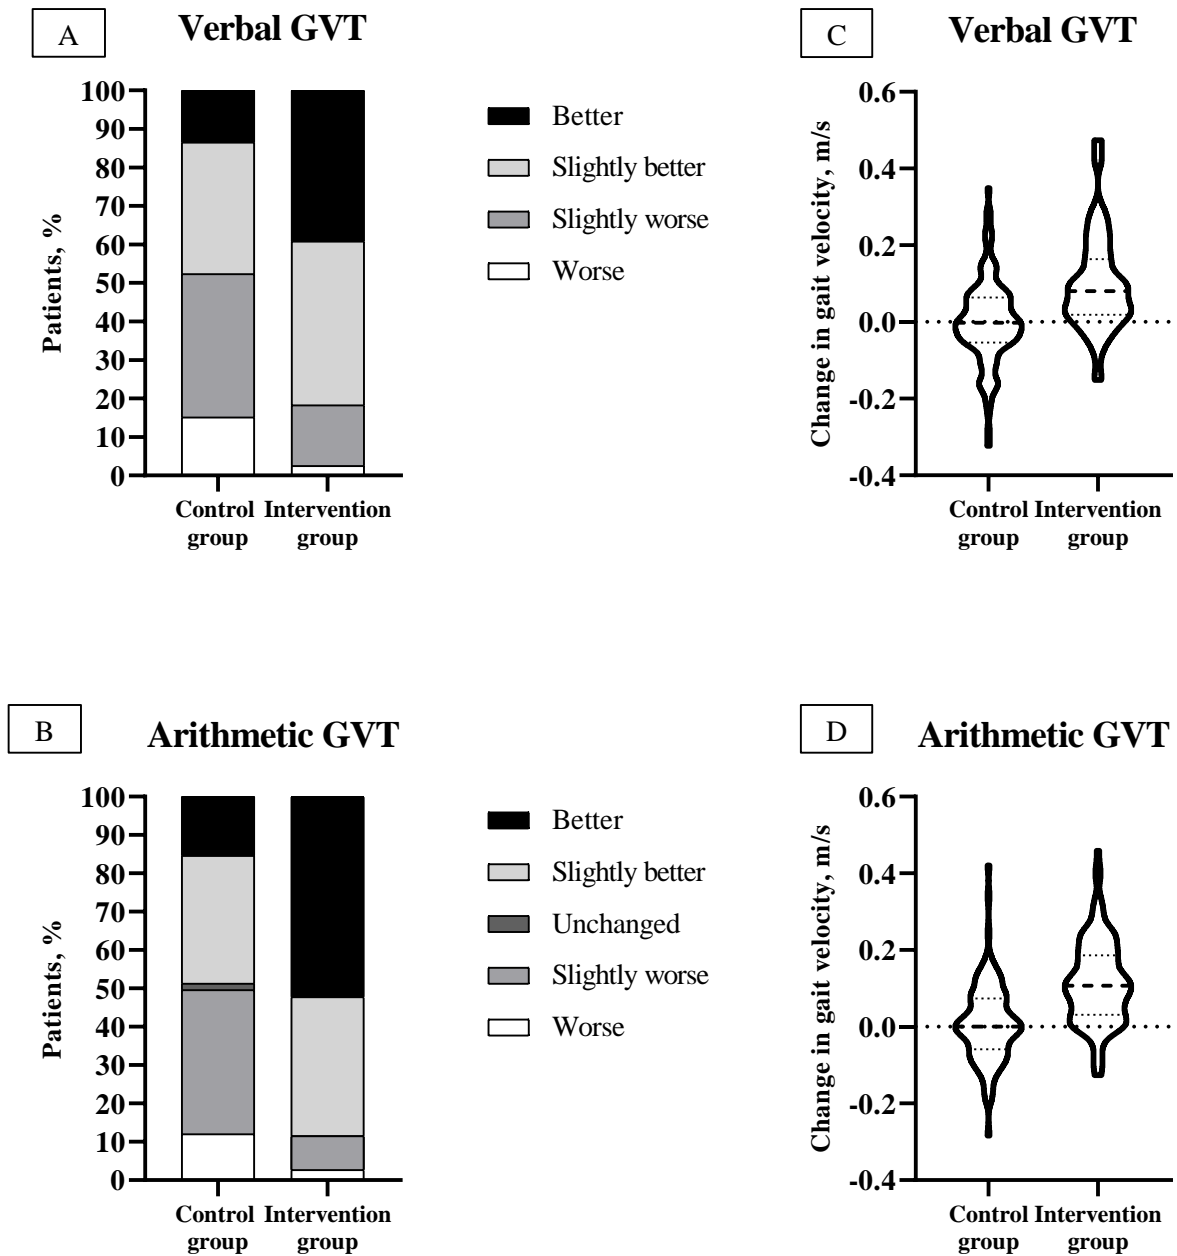 A
Verbal GVT
Patients, %
100
90
80
70
60
50
40
30
20
10
0
Control group
Intervention group
Better
Slightly better
Slightly worse
Worse
C
Verbal GVT
Change in gait velocity, m/s
0.6
0.4
0.2
0.0
-0.2
-0.4
Control group
Intervention group
B
Arithmetic GVT
Patients, %
100
90
80
70
60
50
40
30
20
10
0
Control group
Intervention group
Better
Slightly better
Unchanged
Slightly worse
Worse
D
Arithmetic GVT
Change in gait velocity, m/s
0.6
0.4
0.2
0.0
-0.2
-0.4
Control group
Intervention group